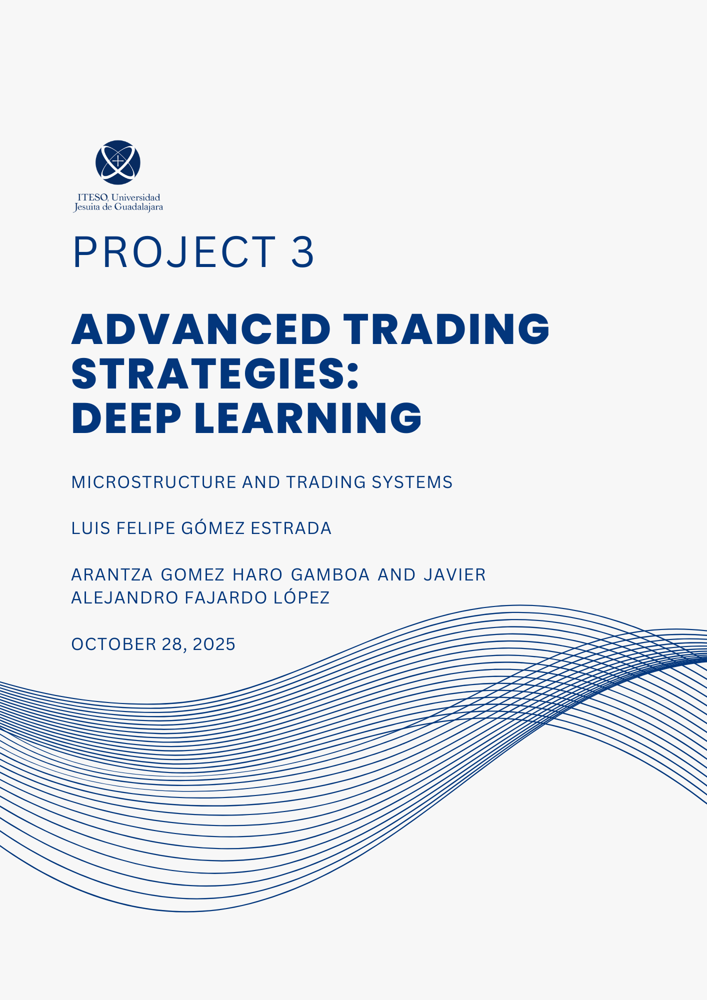 ITESO, Universidad
Jesuita de Guadalajara
PROJECT 3
ADVANCED TRADING
STRATEGIES:
DEEP LEARNING
MICROSTRUCTURE AND TRADING SYSTEMS
LUIS FELIPE GÓMEZ ESTRADA
ARANTZA GOMEZ HARO GAMBOA AND JAVIER
ALEJANDRO FAJARDO LÓPEZ
OCTOBER 28, 2025